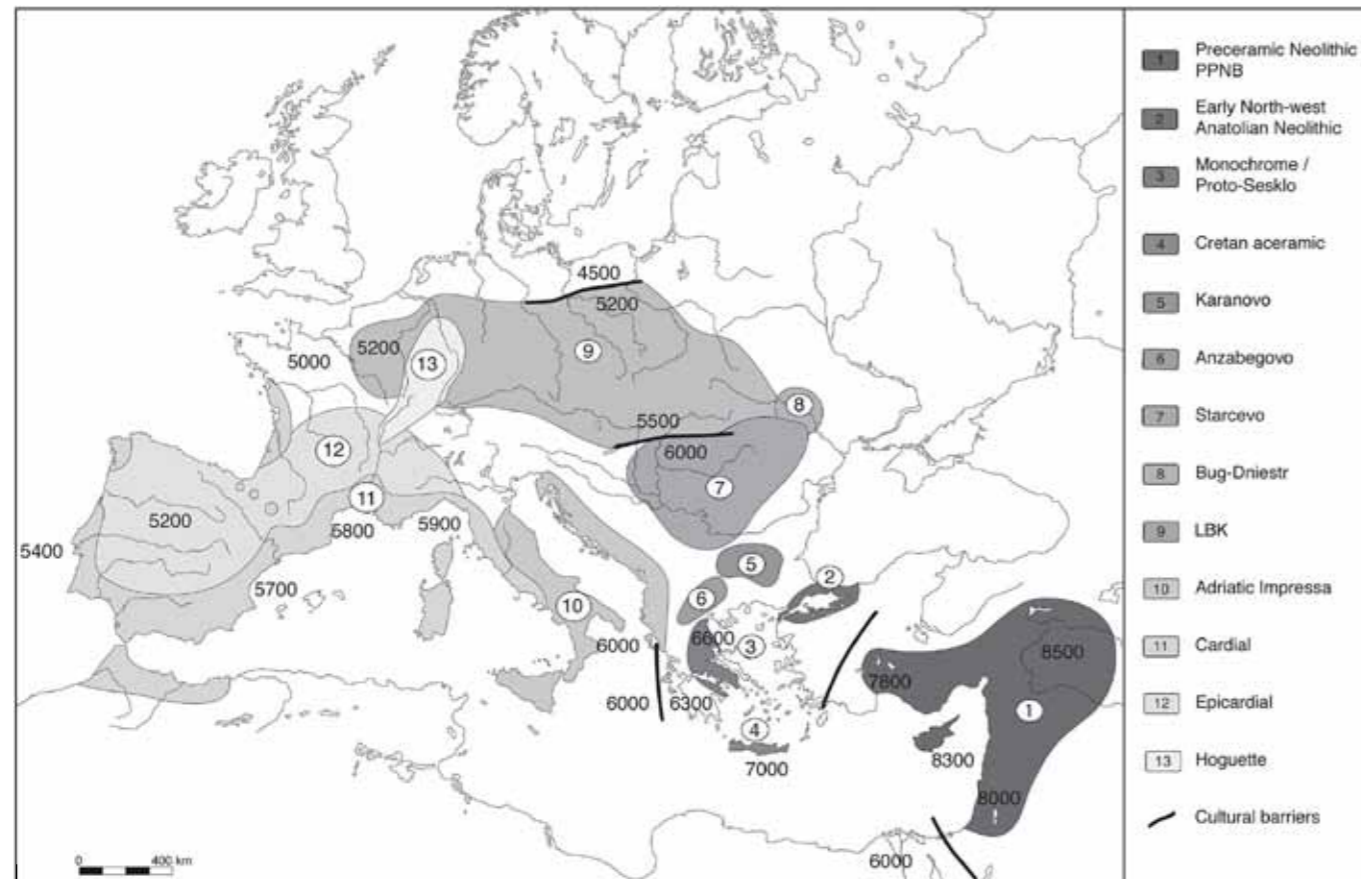 4500
5200
9
5200
13
5000
8
5500
6000
12
7
11
5200
5800
5900
5400
5700
5
2
6
10
6600
3
6000
6000
6300
4
7000
8500
7800
1
8300
8000
6000
0 400 km
1 Preceramic Neolithic
PPNB
2 Early North-west
Anatolian Neolithic
3 Monochrome /
Proto-Sesklo
4 Cretan aceramic
5 Karanovo
6 Anzabegovo
7 Starcevo
8 Bug-Dniestr
9 LBK
10 Adriatic Impressa
11 Cardial
12 Epicardial
13 Hoguette
Cultural barriers